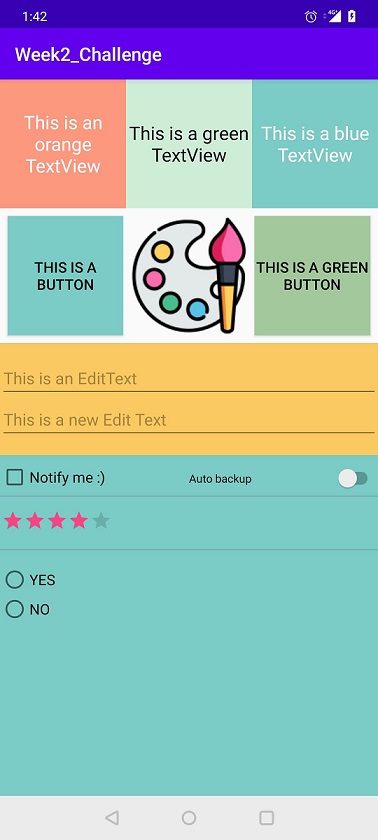 1:42
4G
Week2_Challenge
This is an
orange
TextView
This is a green
TextView
This is a blue
TextView
THIS IS A
BUTTON
THIS IS A GREEN
BUTTON
This is an EditText
This is a new Edit Text
Notify me :)
Auto backup
YES
NO